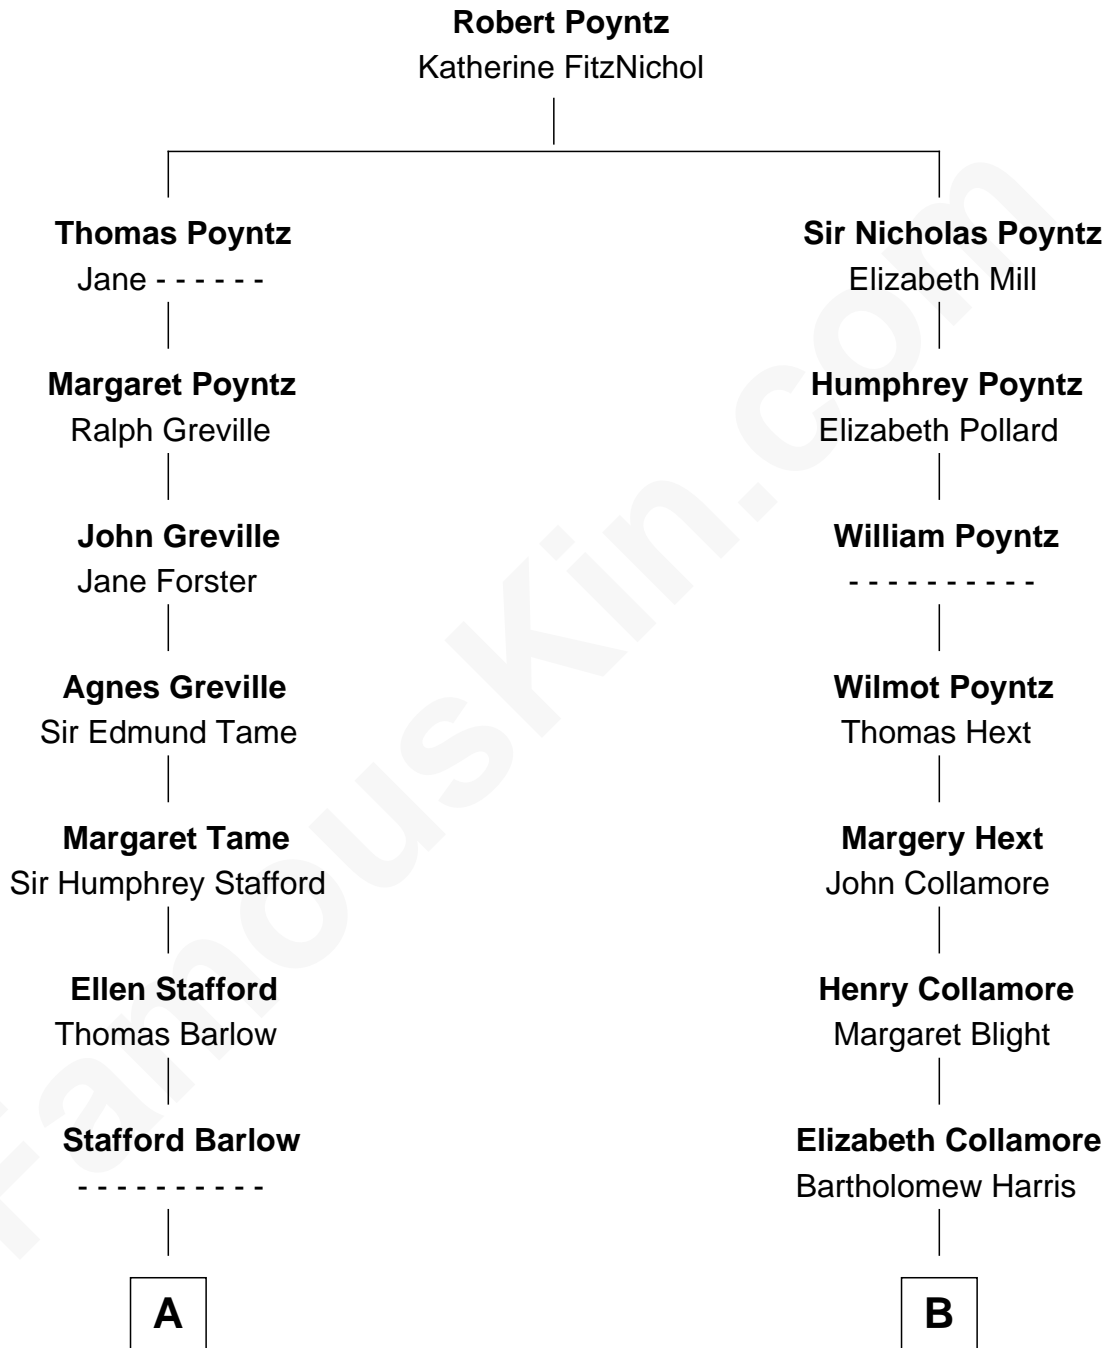 Robert Poyntz
Katherine FitzNichol
Thomas Poyntz
Jane - - - - - -
Margaret Poyntz
Ralph Greville
John Greville
Jane Forster
Agnes Greville
Sir Edmund Tame
Margaret Tame
Sir Humphrey Stafford
Ellen Stafford
Thomas Barlow
Stafford Barlow
- - - - - - - - - -
A
Sir Nicholas Poyntz
Elizabeth Mill
Humphrey Poyntz
Elizabeth Pollard
William Poyntz
- - - - - - - - - -
Wilmot Poyntz
Thomas Hext
Margery Hext
John Collamore
Henry Collamore
Margaret Blight
Elizabeth Collamore
Bartholomew Harris
B
FamousKin.com